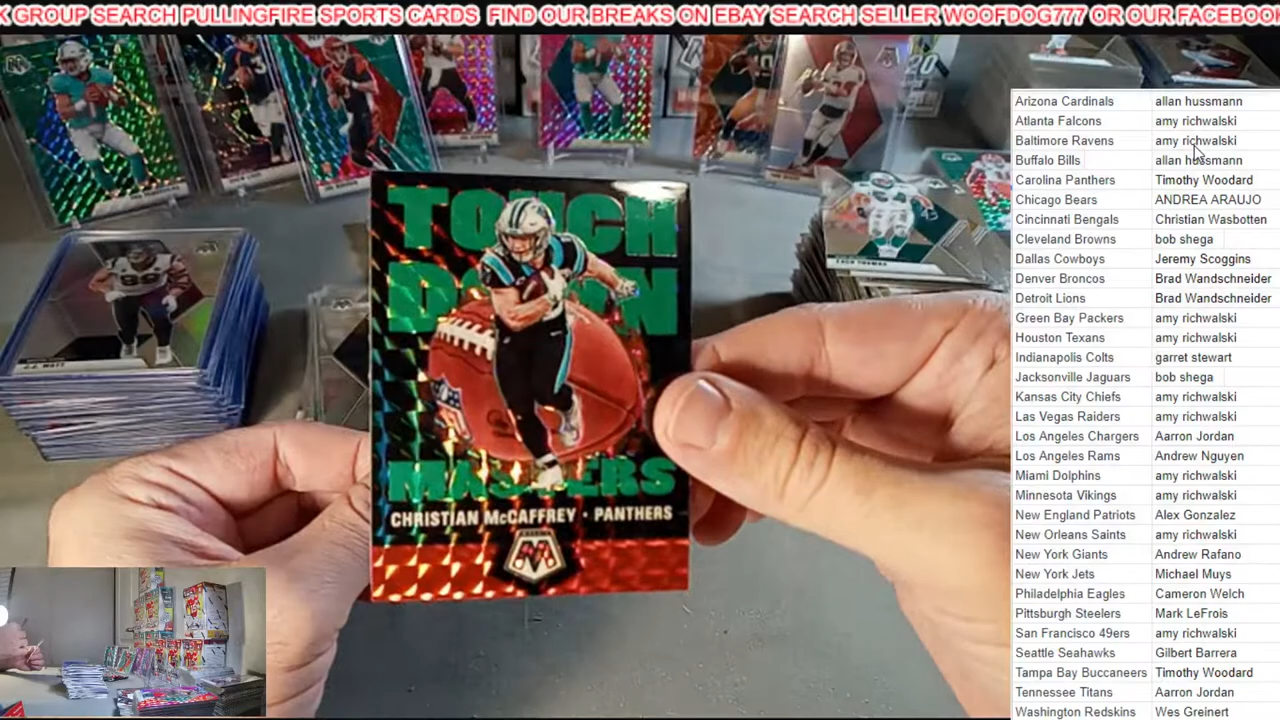 K GROUP SEARCH PULLINGFIRE SPORTS CARDS FIND OUR BREAKS ON EBAY SEARCH SELLER WOOFDOG777 OR OUR FACEBOOK
TOUCH
DOWN
MASTERS
CHRISTIAN McCAFFREY · PANTHERS
J.J. WATT
ZACH THOMAS
NFL
Arizona Cardinals allan hussmann
Atlanta Falcons amy richwalski
Baltimore Ravens amy richwalski
Buffalo Bills allan hussmann
Carolina Panthers Timothy Woodard
Chicago Bears ANDREA ARAUJO
Cincinnati Bengals Christian Wasbotten
Cleveland Browns bob shega
Dallas Cowboys Jeremy Scoggins
Denver Broncos Brad Wandschneider
Detroit Lions Brad Wandschneider
Green Bay Packers amy richwalski
Houston Texans amy richwalski
Indianapolis Colts garret stewart
Jacksonville Jaguars bob shega
Kansas City Chiefs amy richwalski
Las Vegas Raiders amy richwalski
Los Angeles Chargers Aarron Jordan
Los Angeles Rams Andrew Nguyen
Miami Dolphins amy richwalski
Minnesota Vikings amy richwalski
New England Patriots Alex Gonzalez
New Orleans Saints amy richwalski
New York Giants Andrew Rafano
New York Jets Michael Muys
Philadelphia Eagles Cameron Welch
Pittsburgh Steelers Mark LeFrois
San Francisco 49ers amy richwalski
Seattle Seahawks Gilbert Barrera
Tampa Bay Buccaneers Timothy Woodard
Tennessee Titans Aarron Jordan
Washington Redskins Wes Greinert